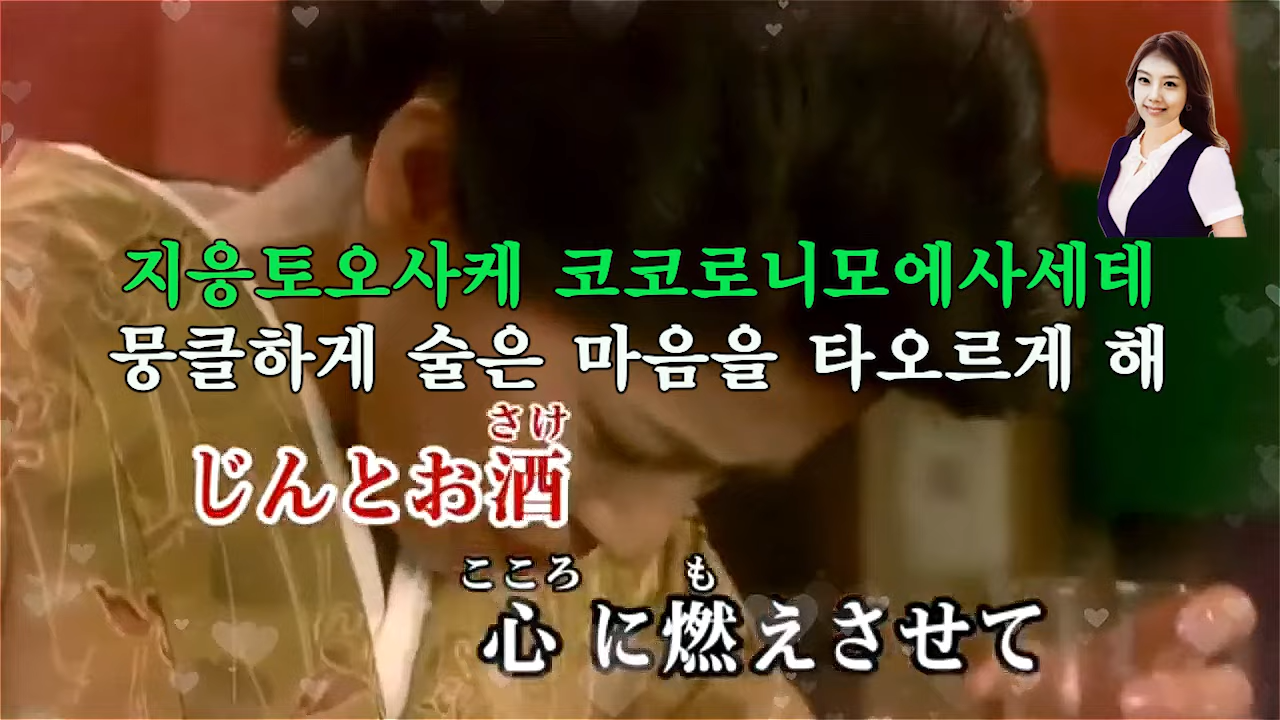 지응토오사케 코코로니모에사세테
뭉클하게 술은 마음을 타오르게 해
さけ
じんとお酒
こころ も
心に燃えさせて